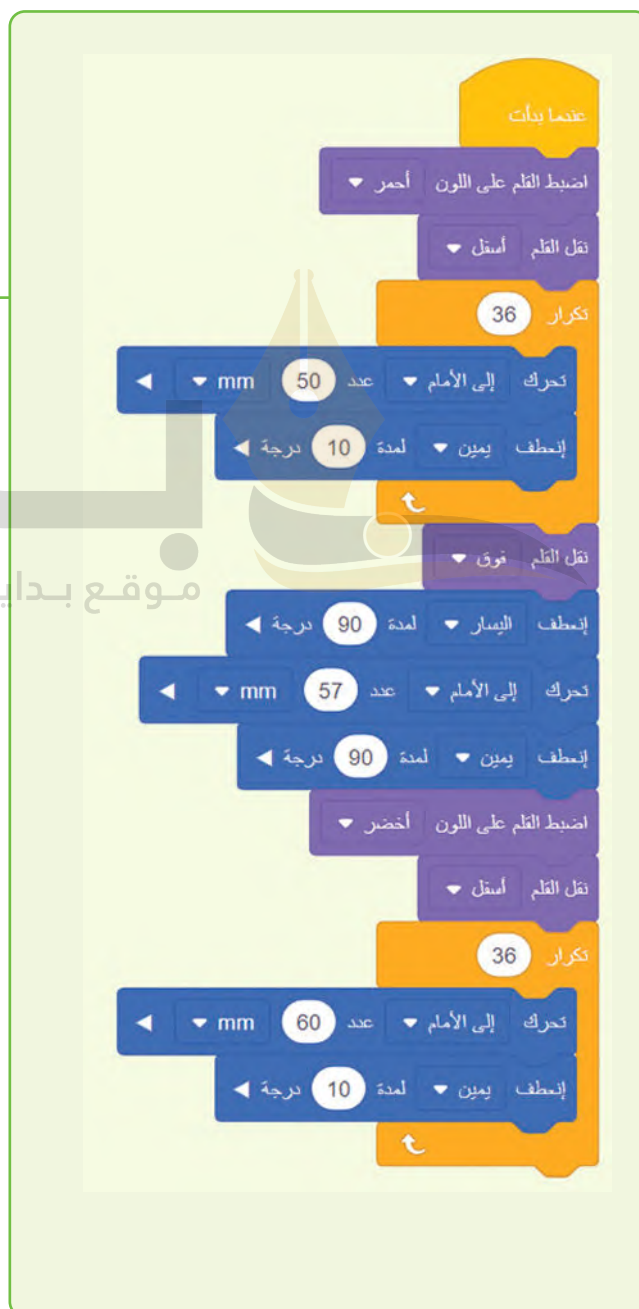 عندما بدأت
اضبط القلم على اللون أحمر
نقل القلم أسفل
تكرار 36
تحرك إلى الأمام عدد 50 mm
إنعطف يمين لمدة 10 درجة
نقل القلم فوق
إنعطف اليسار لمدة 90 درجة
تحرك إلى الأمام عدد 57 mm
إنعطف يمين لمدة 90 درجة
اضبط القلم على اللون أخضر
نقل القلم أسفل
تكرار 36
تحرك إلى الأمام عدد 60 mm
إنعطف يمين لمدة 10 درجة